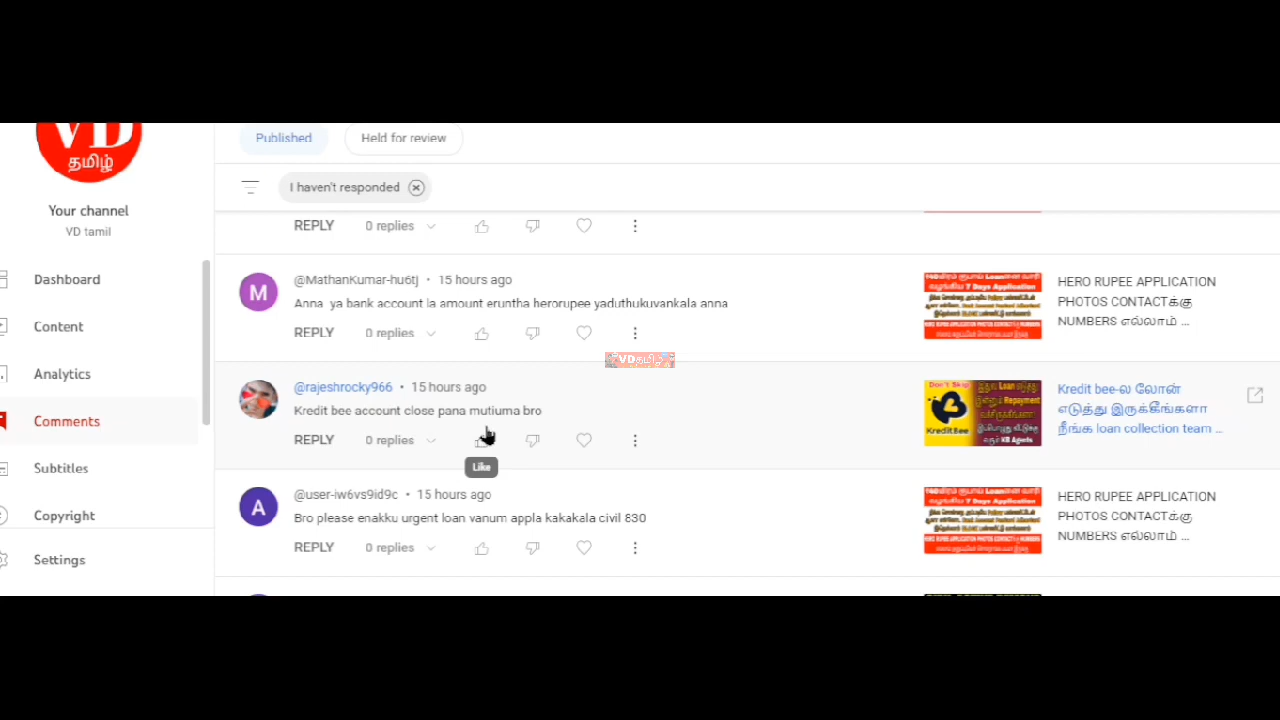 VD
தமிழ்
Your channel
VD tamil
Dashboard
Content
Analytics
Comments
Subtitles
Copyright
Settings
Published
Held for review
I haven't responded
REPLY 0 replies
M
@MathanKumar-hu6tj • 15 hours ago
Anna ya bank account la amount eruntha herorupee yaduthukuvankala anna
REPLY 0 replies
HERO RUPEE APPLICATION
PHOTOS CONTACTக்கு
NUMBERS எல்லாம் ...
VDதமிழ்
@rajeshrocky966 • 15 hours ago
Kredit bee account close pana mutiuma bro
REPLY 0 replies
Like
Don't Skip
KreditBee
Kredit bee-ல லோன்
எடுத்து இருக்கீங்களா
நீங்க loan collection team ...
A
@user-iw6vs9id9c • 15 hours ago
Bro please enakku urgent loan vanum appla kakakala civil 830
REPLY 0 replies
HERO RUPEE APPLICATION
PHOTOS CONTACTக்கு
NUMBERS எல்லாம் ...